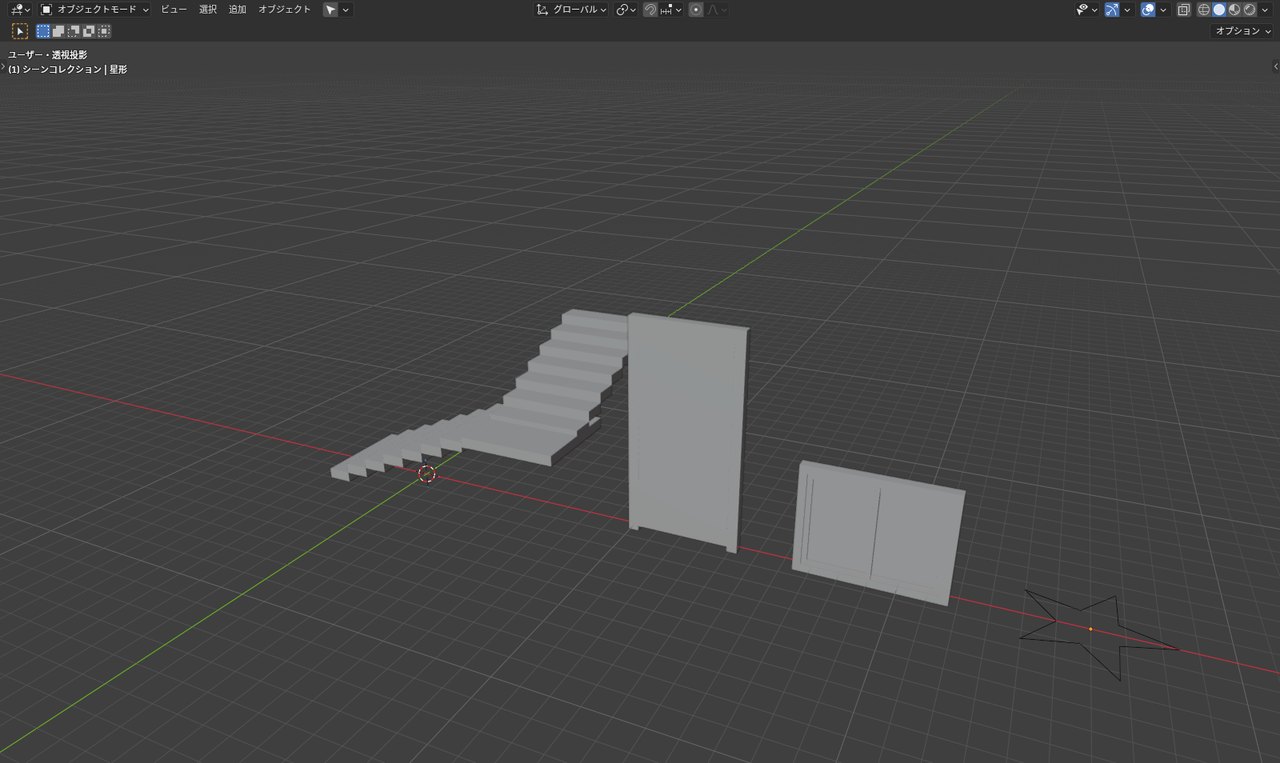 オブジェクトモード ビュー 選択 追加 オブジェクト グローバル
オプション
ユーザー・透視投影
(1) シーンコレクション | 星形